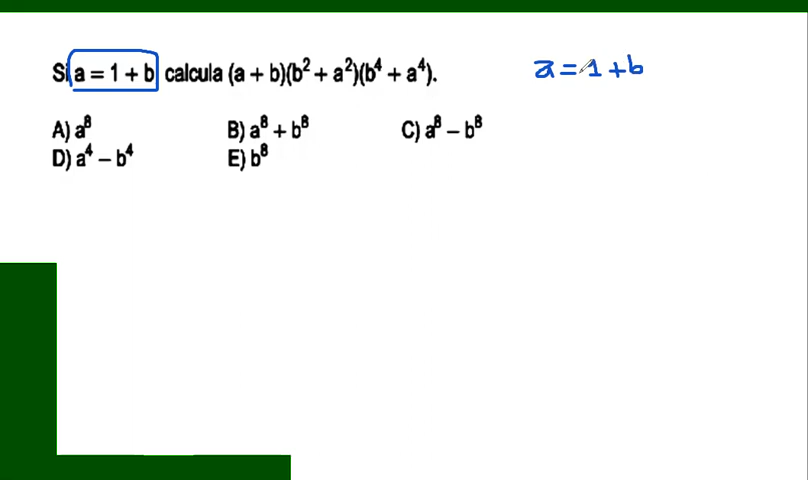 Si a = 1 + b calcula (a + b)(b² + a²)(b⁴ + a⁴).
a = 1 + b
A) a⁸ B) a⁸ + b⁸ C) a⁸ – b⁸
D) a⁴ – b⁴ E) b⁸